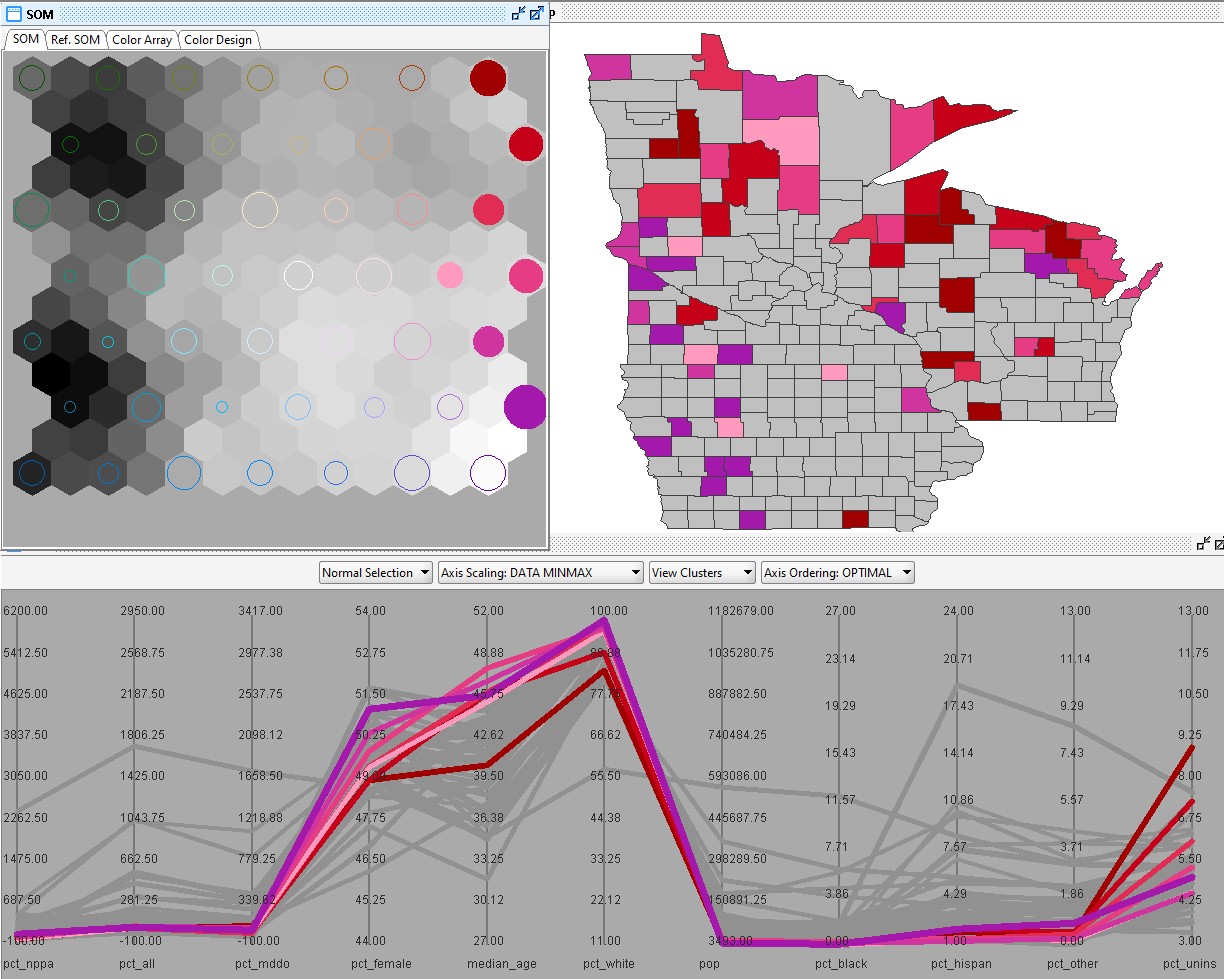 SOM
p
SOM Ref. SOM Color Array Color Design
Normal Selection Axis Scaling: DATA MINMAX View Clusters Axis Ordering: OPTIMAL
6200.00 2950.00 3417.00 54.00 52.00 100.00 1182679.00 27.00 24.00 13.00 13.00
5412.50 2568.75 2977.38 52.75 48.88 88.88 1035280.75 23.14 20.71 11.14 11.75
4625.00 2187.50 2537.75 51.50 45.75 887882.50 19.29 17.43 9.29 10.50
3837.50 1806.25 2098.12 50.25 42.62 66.62 740484.25 15.43 14.14 7.43 9.25
3050.00 1425.00 1658.50 49.00 39.50 55.50 593086.00 11.57 10.86 5.57 8.00
2262.50 1043.75 1218.88 47.75 36.38 44.38 445687.75 7.71 7.57 3.71 6.75
1475.00 662.50 779.25 46.50 33.25 33.25 298289.50 3.86 4.29 1.86 5.50
687.50 281.25 339.62 45.25 30.12 22.12 150891.25 4.25
-100.00 -100.00 -100.00 44.00 27.00 11.00 3493.00 0.00 1.00 0.00 3.00
pct_nppa pct_all pct_mddo pct_female median_age pct_white pop pct_black pct_hispan pct_other pct_unins